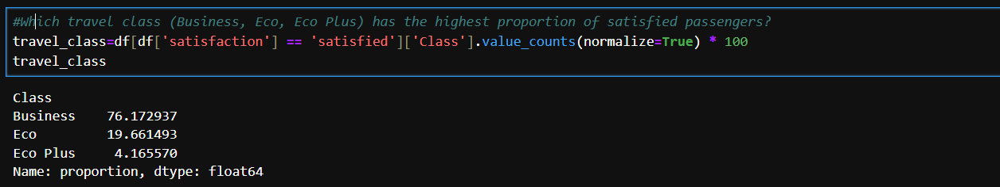 #Which travel class (Business, Eco, Eco Plus) has the highest proportion of satisfied passengers?
travel_class=df[df['satisfaction'] == 'satisfied']['Class'].value_counts(normalize=True) * 100
travel_class
Class
Business    76.172937
Eco         19.661493
Eco Plus     4.165570
Name: proportion, dtype: float64